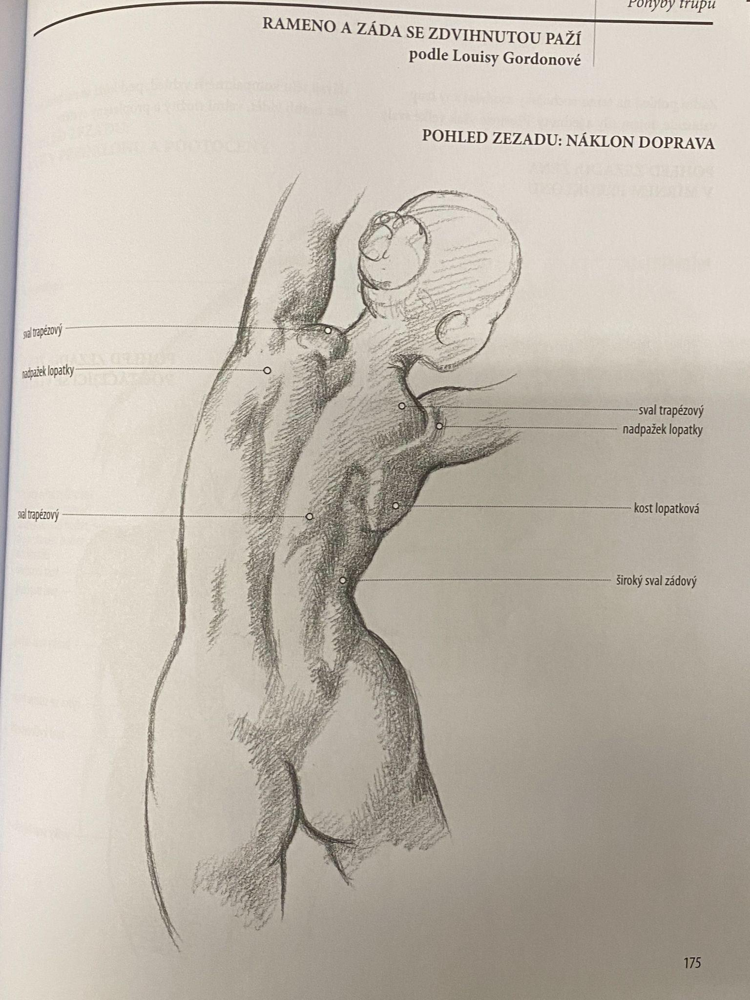 Pohyby trupu
RAMENO A ZÁDA SE ZDVIHNUTOU PAŽÍ
podle Louisy Gordonové
POHLED ZEZADU: NÁKLON DOPRAVA
sval trapézový
nadpažek lopatky
sval trapézový
nadpažek lopatky
sval trapézový
kost lopatková
široký sval zádový
175